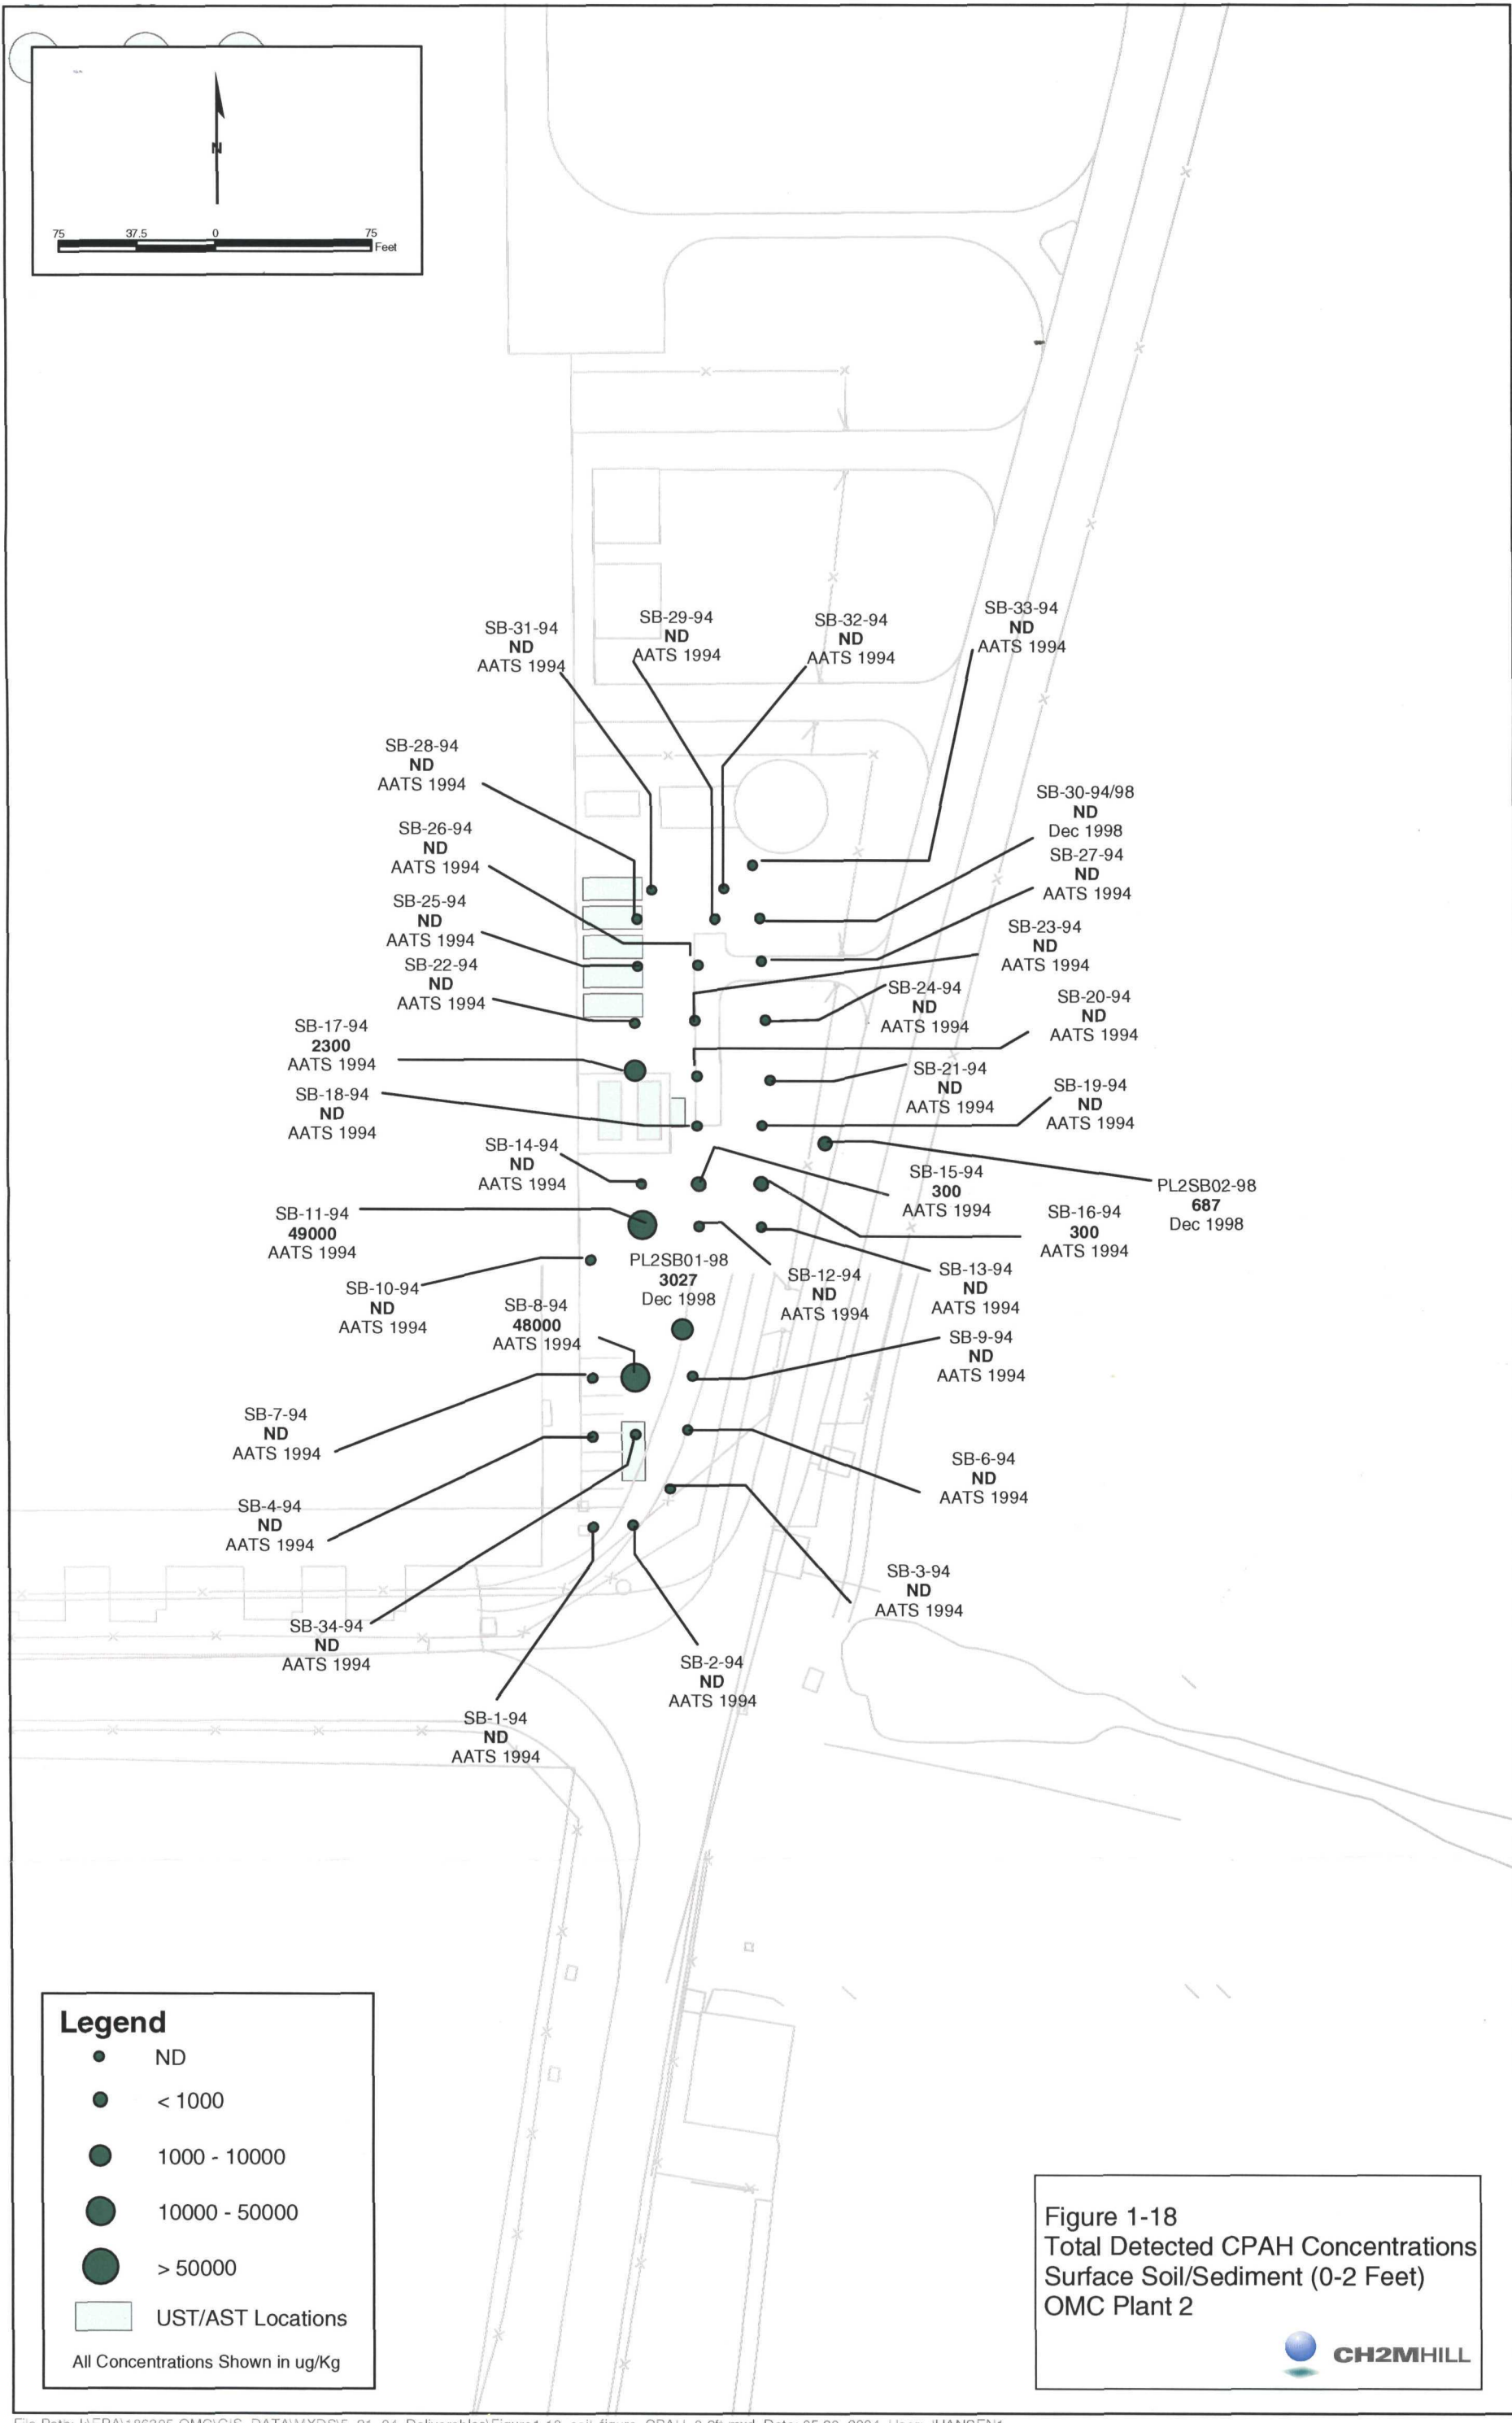 N
75 37.5 0 75
Feet
SB-31-94
ND
AATS 1994
SB-29-94
ND
AATS 1994
SB-32-94
ND
AATS 1994
SB-33-94
ND
AATS 1994
SB-28-94
ND
AATS 1994
SB-30-94/98
ND
Dec 1998
SB-26-94
ND
AATS 1994
SB-27-94
ND
AATS 1994
SB-25-94
ND
AATS 1994
SB-23-94
ND
AATS 1994
SB-22-94
ND
AATS 1994
SB-24-94
ND
AATS 1994
SB-20-94
ND
AATS 1994
SB-17-94
2300
AATS 1994
SB-21-94
ND
AATS 1994
SB-19-94
ND
AATS 1994
SB-18-94
ND
AATS 1994
SB-14-94
ND
AATS 1994
SB-15-94
300
AATS 1994
PL2SB02-98
687
Dec 1998
SB-11-94
49000
AATS 1994
SB-16-94
300
AATS 1994
PL2SB01-98
3027
Dec 1998
SB-12-94
ND
AATS 1994
SB-13-94
ND
AATS 1994
SB-10-94
ND
AATS 1994
SB-8-94
48000
AATS 1994
SB-9-94
ND
AATS 1994
SB-7-94
ND
AATS 1994
SB-6-94
ND
AATS 1994
SB-4-94
ND
AATS 1994
SB-3-94
ND
AATS 1994
SB-34-94
ND
AATS 1994
SB-2-94
ND
AATS 1994
SB-1-94
ND
AATS 1994
Legend
ND
< 1000
1000 - 10000
10000 - 50000
> 50000
UST/AST Locations
All Concentrations Shown in ug/Kg
Figure 1-18
Total Detected CPAH Concentrations
Surface Soil/Sediment (0-2 Feet)
OMC Plant 2
CH2MHILL